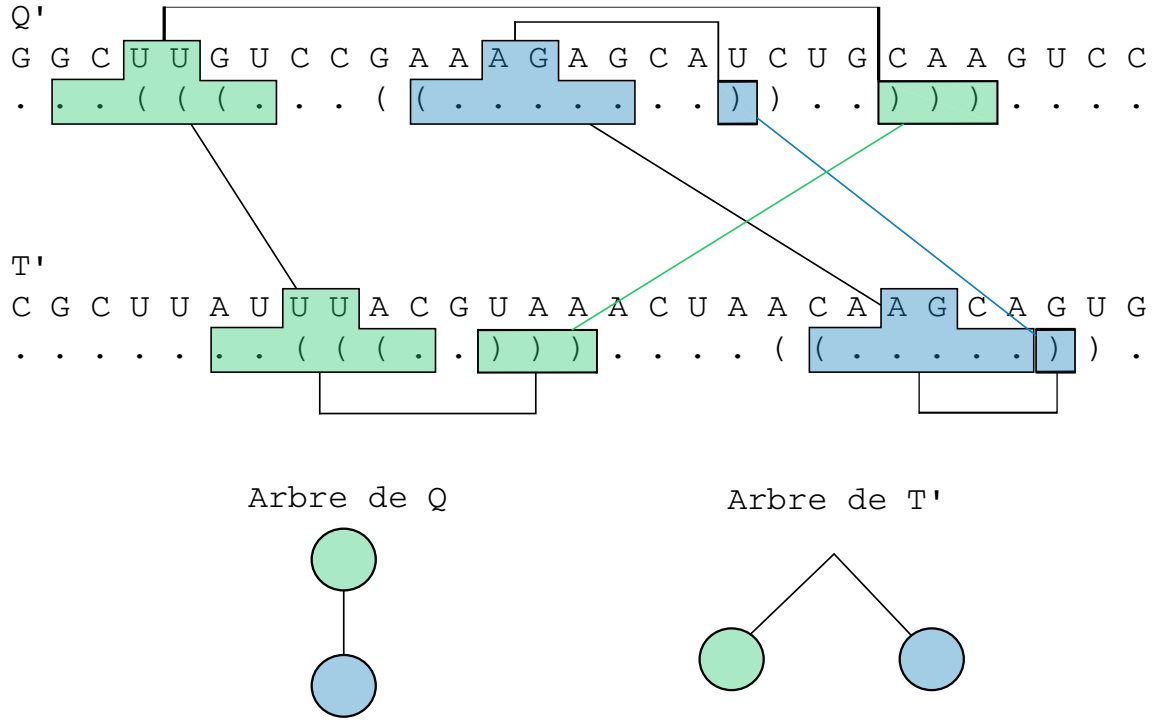 Q'
G G C U U G U C C G A A A G A G C A U C U G C A A G U C C
. . . ( ( ( . . . ( ( . . . . . . . ) ) . . ) ) ) . . . .
T'
C G C U U A U U U A C G U A A A C U A A C A A G C A G U G
. . . . . . . ( ( ( . . ) ) ) . . . . ( ( . . . . . ) ) .
Arbre de Q
Arbre de T'